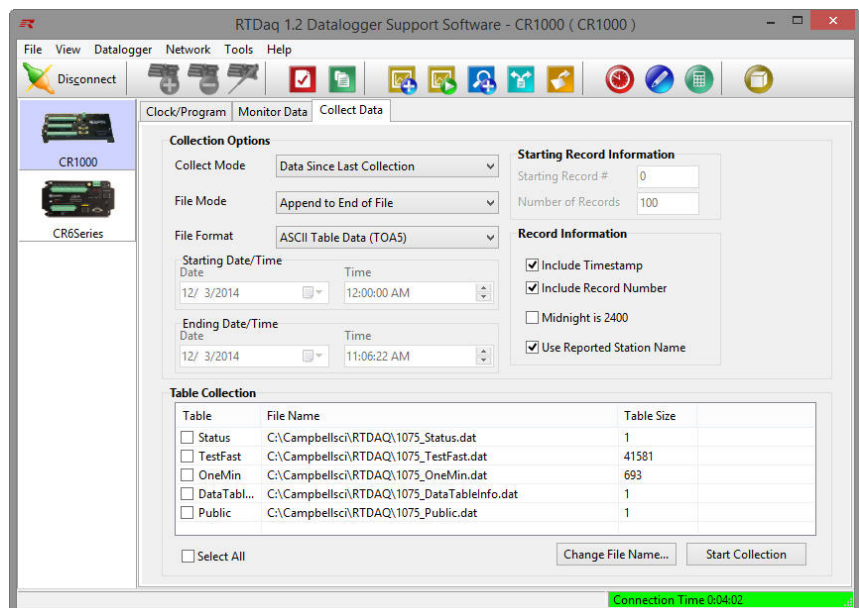 RTDaq 1.2 Datalogger Support Software - CR1000 ( CR1000 )
File View Datalogger Network Tools Help
Disconnect
CR1000
CR6Series
Clock/Program Monitor Data Collect Data
Collection Options
Collect Mode Data Since Last Collection
File Mode Append to End of File
File Format ASCII Table Data (TOA5)
Starting Date/Time
Date Time
12/ 3/2014 12:00:00 AM
Ending Date/Time
Date Time
12/ 3/2014 11:06:22 AM
Starting Record Information
Starting Record # 0
Number of Records 100
Record Information
Include Timestamp
Include Record Number
Midnight is 2400
Use Reported Station Name
Table Collection
Table File Name Table Size
Status C:\Campbellsci\RTDAQ\1075_Status.dat 1
TestFast C:\Campbellsci\RTDAQ\1075_TestFast.dat 41581
OneMin C:\Campbellsci\RTDAQ\1075_OneMin.dat 693
DataTabl... C:\Campbellsci\RTDAQ\1075_DataTableInfo.dat 1
Public C:\Campbellsci\RTDAQ\1075_Public.dat 1
Select All Change File Name... Start Collection
Connection Time 0:04:02